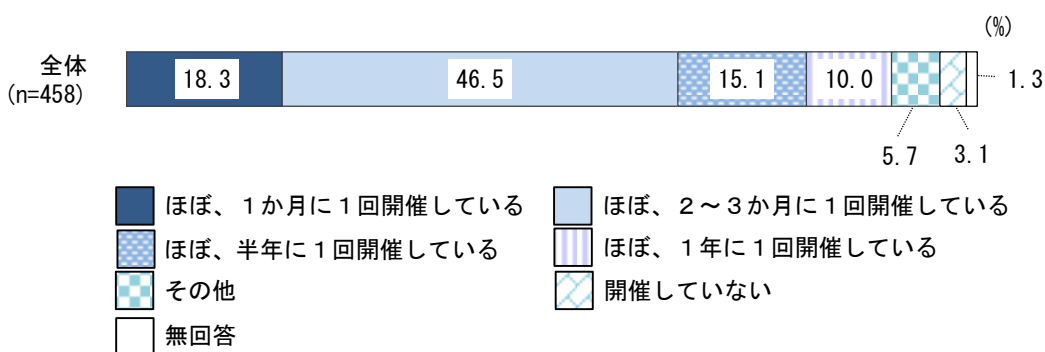 (%)
全体
(n=458)
18.3 46.5 15.1 10.0 1.3
5.7 3.1
ほぼ、１か月に１回開催している ほぼ、２～３か月に１回開催している
ほぼ、半年に１回開催している ほぼ、１年に１回開催している
その他 開催していない
無回答